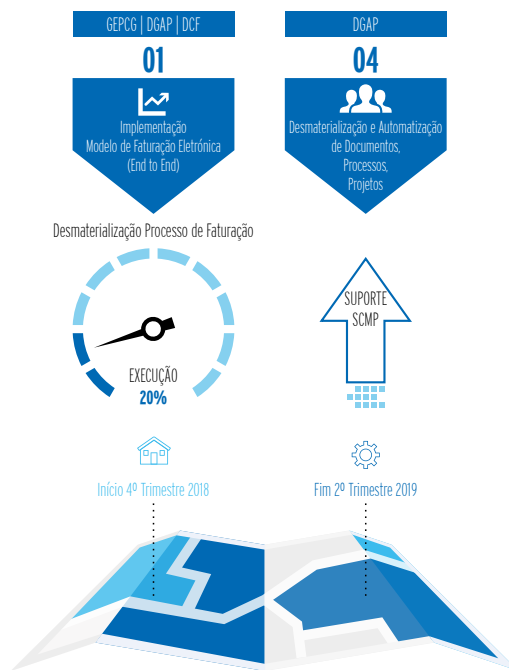 GEPCG | DGAP | DCF
01
Implementação
Modelo de Faturação Eletrónica
(End to End)
Desmaterialização Processo de Faturação
EXECUÇÃO
20%
Início 4º Trimestre 2018
DGAP
04
Desmaterialização e Automatização
de Documentos,
Processos,
Projetos
SUPORTE
SCMP
Fim 2º Trimestre 2019